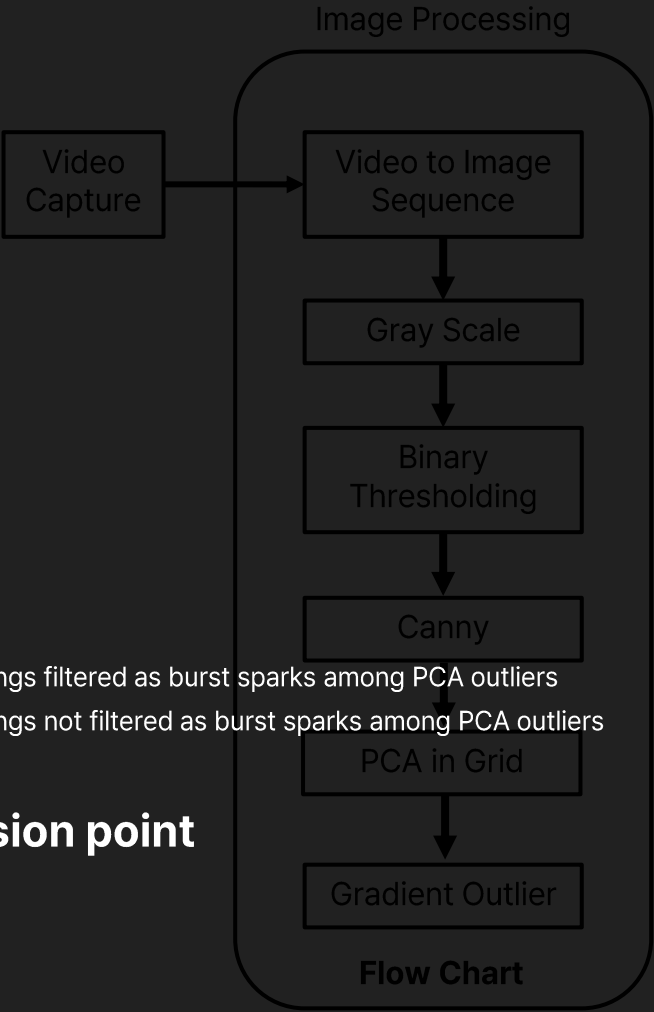 Image Processing
Video
Capture
Video to Image
Sequence
Gray Scale
Binary
Thresholding
Canny
ngs filtered as burst sparks among PCA outliers
ngs not filtered as burst sparks among PCA outliers
PCA in Grid
sion point
Gradient Outlier
Flow Chart